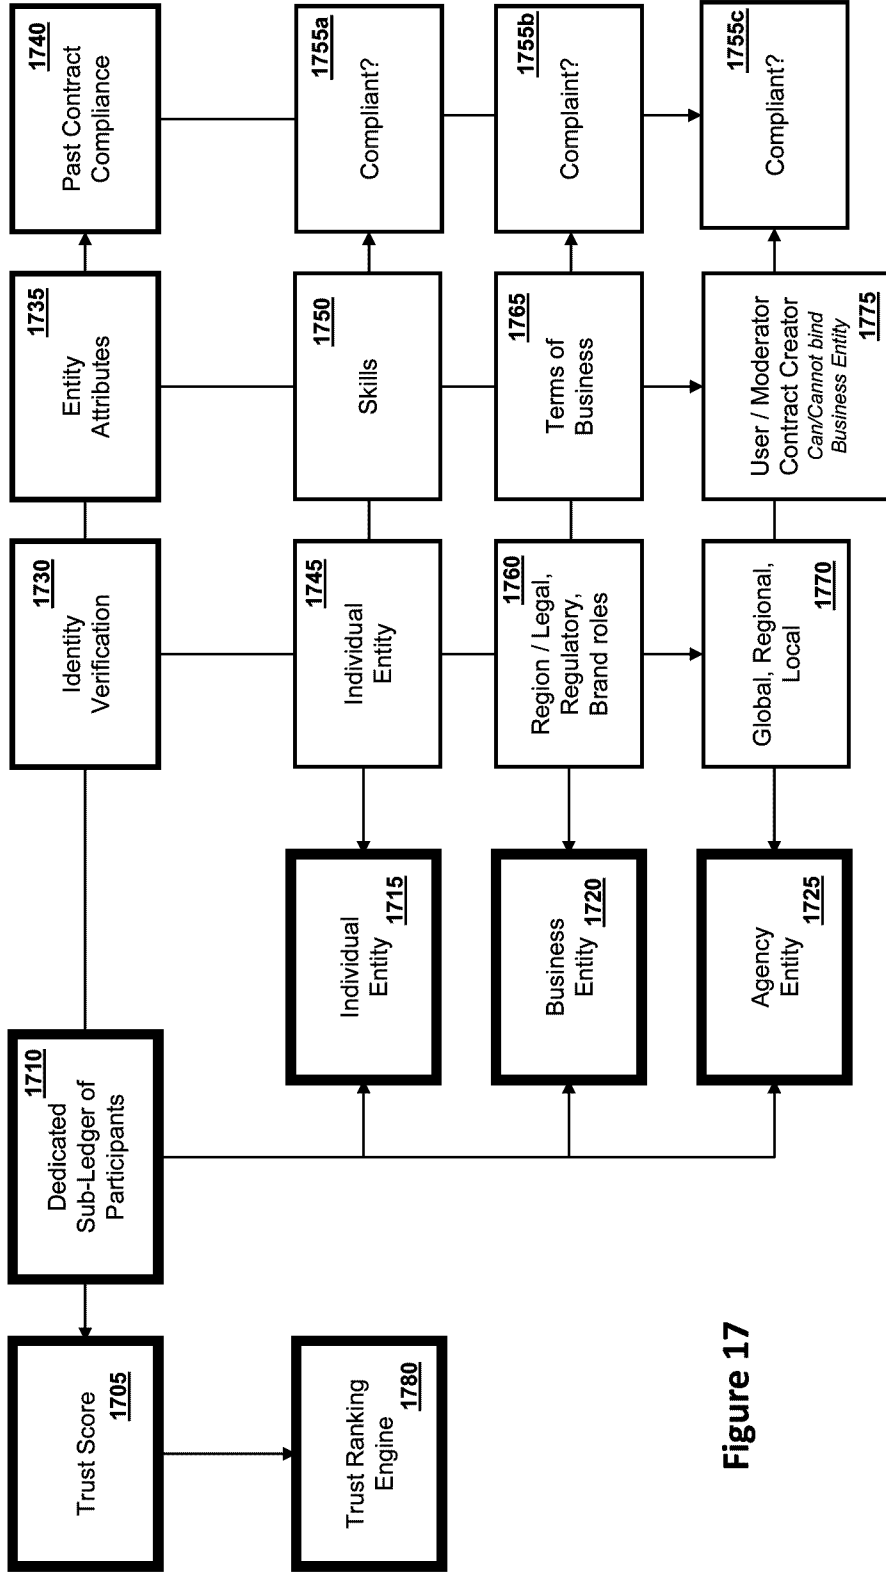 Trust Score
1705
1710
Dedicated
Sub-Ledger of
Participants
1730
Identity
Verification
1735
Entity
Attributes
1740
Past Contract
Compliance
Trust Ranking
Engine
1780
Individual
Entity
1715
1745
Individual
Entity
1750
Skills
1755a
Compliant?
Business
Entity
1720
1760
Region / Legal,
Regulatory,
Brand roles
1765
Terms of
Business
1755b
Complaint?
Agency
Entity
1725
Global, Regional,
Local
1770
User / Moderator
Contract Creator
Can/Cannot bind
Business Entity
1775
1755c
Compliant?
Figure 17